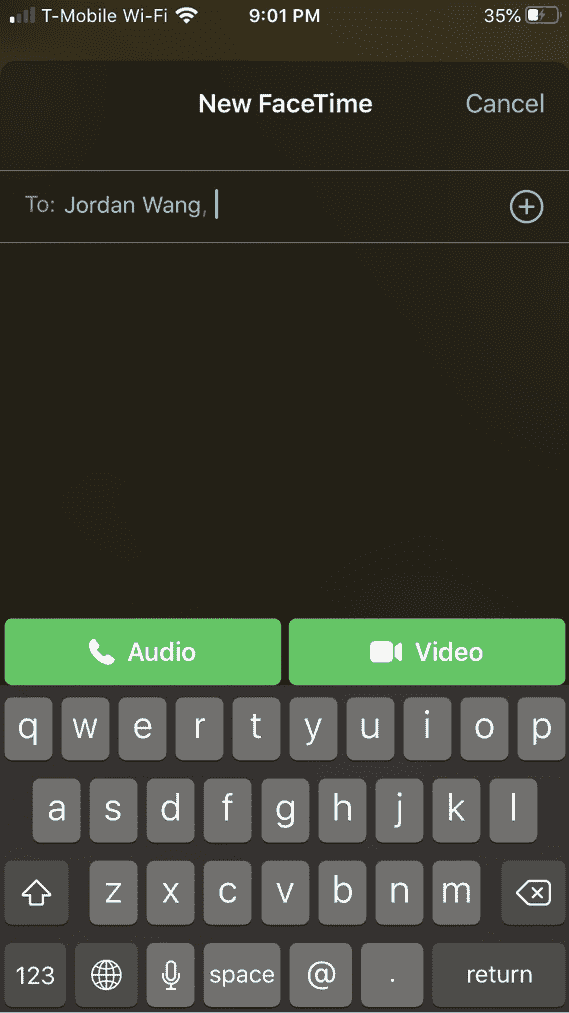 T-Mobile Wi-Fi 9:01 PM 35%
New FaceTime Cancel
To: Jordan Wang,
Audio Video
q w e r t y u i o p
a s d f g h j k l
z x c v b n m
123 space @ . return